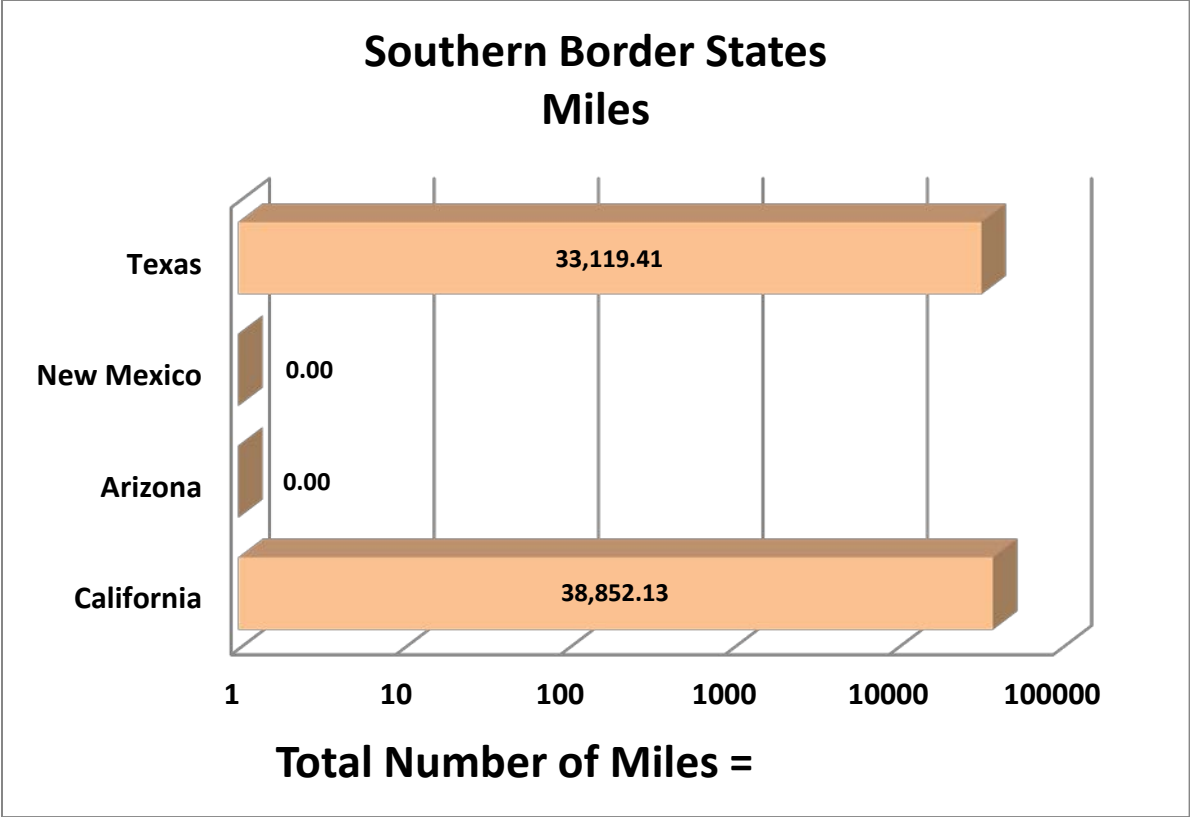 Southern Border States
Miles
Texas
33,119.41
New Mexico
0.00
Arizona
0.00
California
38,852.13
1 10 100 1000 10000 100000
Total Number of Miles =